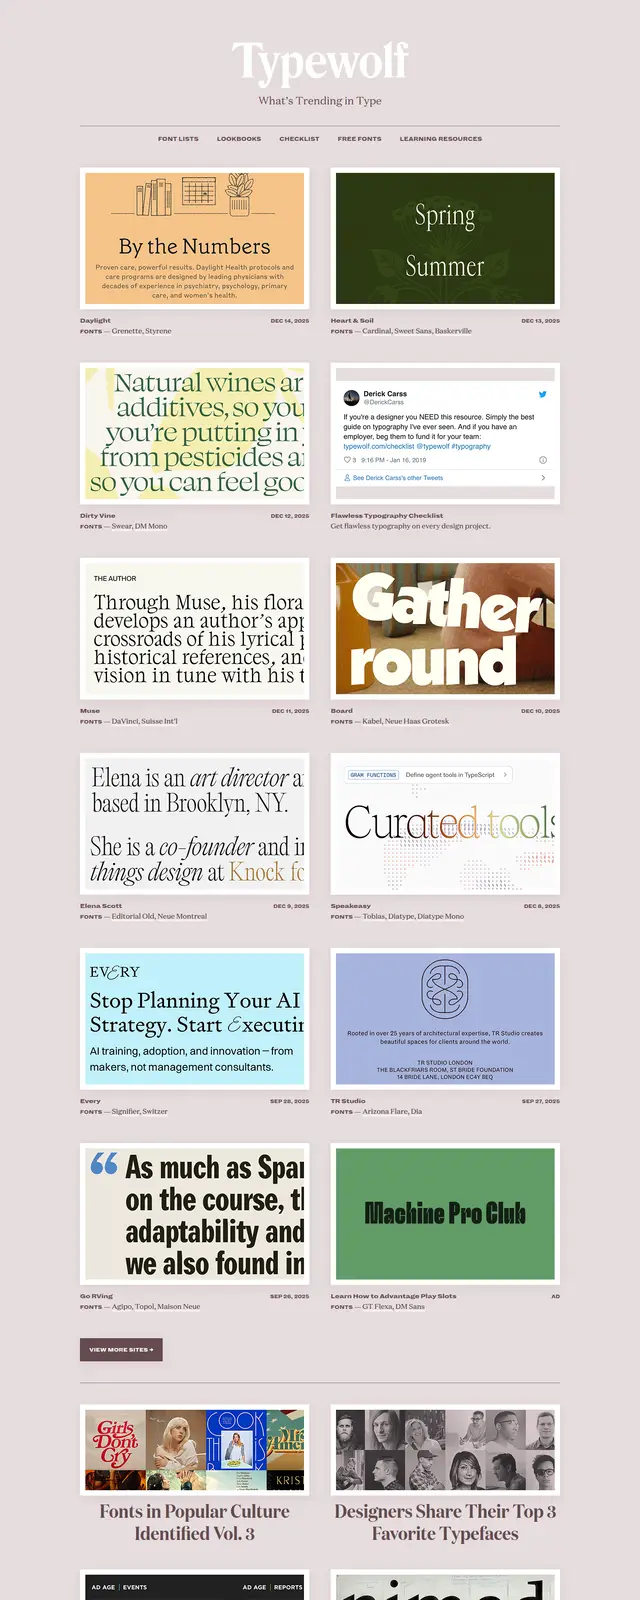 Typewolf
What's Trending in Type
FONT LISTS LOOKBOOKS CHECKLIST FREE FONTS LEARNING RESOURCES
By the Numbers
Proven care, powerful results. Daylight Health protocols and
care programs are designed by leading physicians with
decades of experience in psychiatry, psychology, primary
care, and women's health.
Daylight DEC 14, 2025
FONTS — Grenette, Styrene
Spring
Summer
Heart & Soil DEC 13, 2025
FONTS — Cardinal, Sweet Sans, Baskerville
Natural wines ar
additives, so you
you're putting in
from pesticides a
so you can feel goo
Dirty Vine DEC 12, 2025
FONTS — Swear, DM Mono
Derick Carss
@DerickCarss
If you're a designer you NEED this resource. Simply the best
guide on typography I've ever seen. And if you have an
employer, beg them to fund it for your team:
typewolf.com/checklist @typewolf #typography
3 9:16 PM - Jan 16, 2019
See Derick Carss's other Tweets
Flawless Typography Checklist
Get flawless typography on every design project.
THE AUTHOR
Through Muse, his flora
develops an author's app
crossroads of his lyrical p
historical references, an
vision in tune with his t
Muse DEC 11, 2025
FONTS — DaVinci, Suisse Int'l
Gather
round
Board DEC 10, 2025
FONTS — Kabel, Neue Haas Grotesk
Elena is an art director a
based in Brooklyn, NY.
She is a co-founder and in
things design at Knock fo
Elena Scott DEC 9, 2025
FONTS — Editorial Old, Neue Montreal
GRAM FUNCTIONS Define agent tools in TypeScript
Curated tools
Speakeasy DEC 8, 2025
FONTS — Tobias, Diatype, Diatype Mono
EVERY
Stop Planning Your AI
Strategy. Start Executin
AI training, adoption, and innovation — from
makers, not management consultants.
Every SEP 28, 2025
FONTS — Signifier, Switzer
Rooted in over 25 years of architectural expertise, TR Studio creates
beautiful spaces for clients around the world.
TR STUDIO LONDON
THE BLACKFRIARS ROOM, ST BRIDE FOUNDATION
14 BRIDE LANE, LONDON EC4Y 8EQ
TR Studio SEP 27, 2025
FONTS — Arizona Flare, Dia
“ As much as Spar
on the course, th
adaptability and
we also found in
Go RVing SEP 26, 2025
FONTS — Agipo, Topol, Maison Neue
Machine Pro Club
Learn How to Advantage Play Slots AD
FONTS — GT Flexa, DM Sans
VIEW MORE SITES →
Girls
Don't
Cry
COOK
KRIST
Fonts in Popular Culture
Identified Vol. 3
Designers Share Their Top 3
Favorite Typefaces
AD AGE | EVENTS AD AGE | REPORTS